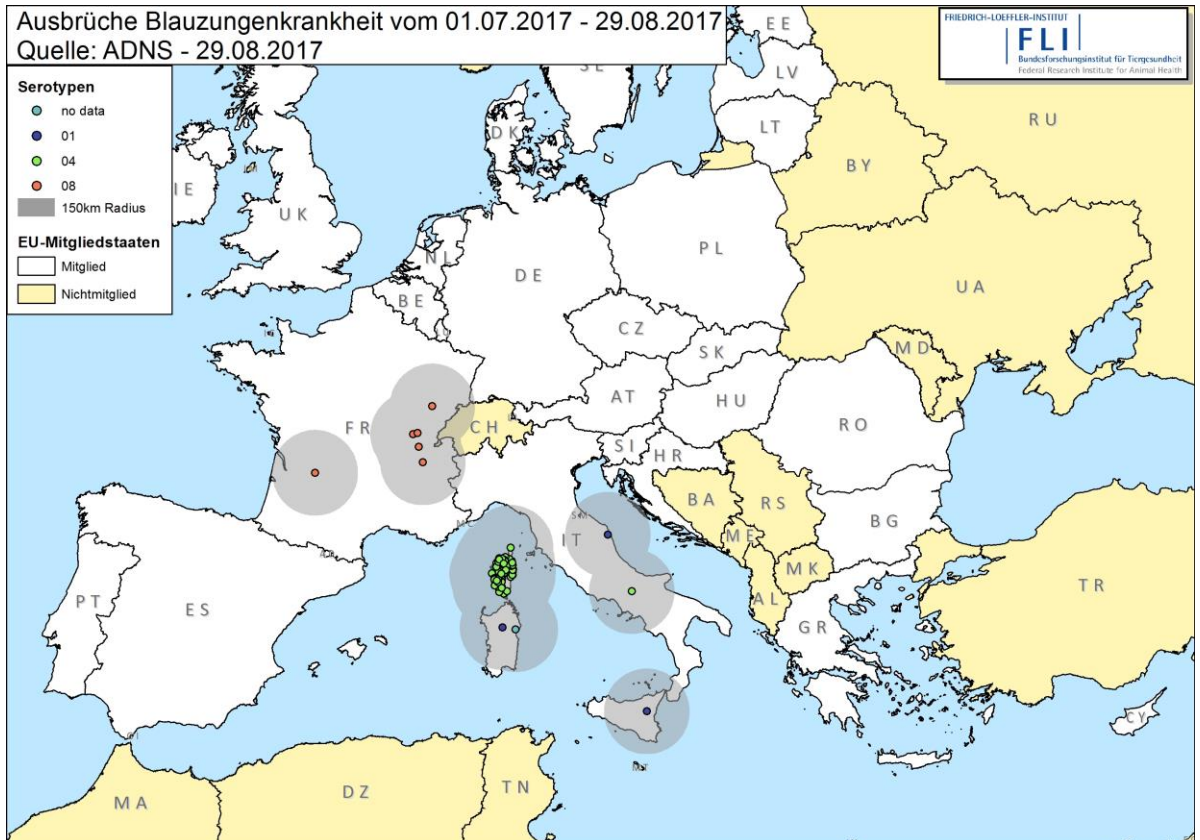 Ausbrüche Blauzungenkrankheit vom 01.07.2017 - 29.08.2017
Quelle: ADNS - 29.08.2017
FRIEDRICH-LOEFFLER-INSTITUT
FLI
Bundesforschungsinstitut für Tiergesundheit
Federal Research Institute for Animal Health
Serotypen
no data
01
04
08
150km Radius
EU-Mitgliedstaaten
Mitglied
Nichtmitglied
EE
SE
LV
DK
LT
RU
BY
IE
UK
NL
PL
DE
BE
UA
CZ
SK
MD
AT
HU
FR
CH
RO
SI
HR
BA
RS
SM
IT
BG
ME
MK
AL
PT
ES
TR
GR
CY
MT
TN
DZ
MA